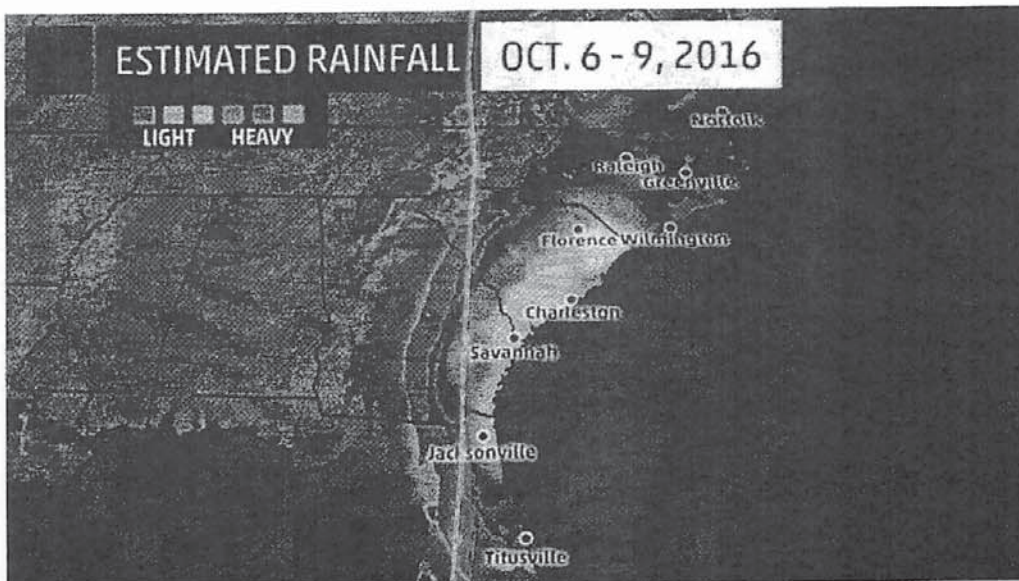 ESTIMATED RAINFALL
OCT. 6 - 9, 2016
LIGHT HEAVY
Norfolk
Raleigh
Greenville
Florence
Wilmington
Charleston
Savannah
Jacksonville
Titusville